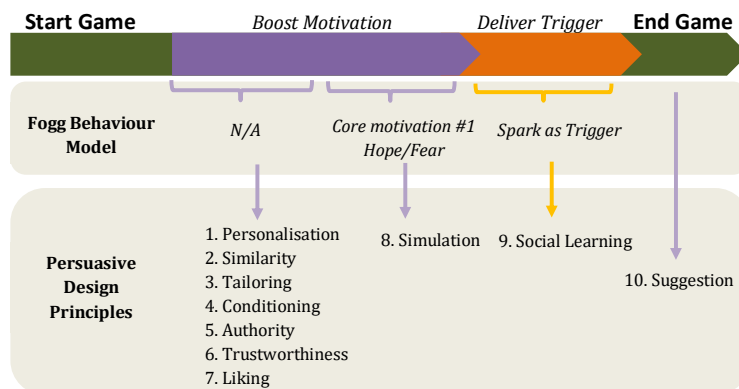 Start Game
Boost Motivation
Deliver Trigger
End Game
Fogg Behaviour
Model
N/A
Core motivation #1
Hope/Fear
Spark as Trigger
Persuasive
Design
Principles
1. Personalisation
2. Similarity
3. Tailoring
4. Conditioning
5. Authority
6. Trustworthiness
7. Liking
8. Simulation
9. Social Learning
10. Suggestion